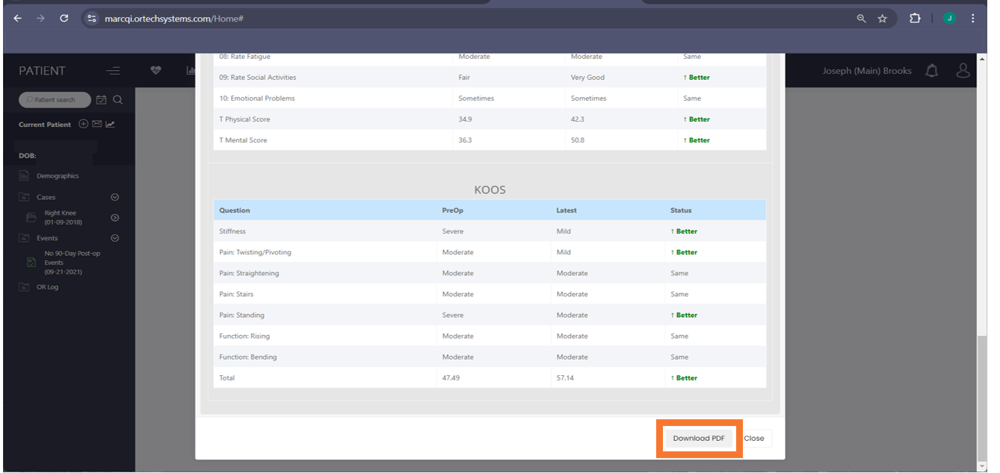 marcqi.ortechsystems.com/Home#
J
PATIENT
Joseph (Main) Brooks
Patient search
Current Patient
DOB:
Demographics
Cases
Right Knee
(01-09-2018)
Events
No 90-Day Post-op
Events
(09-21-2021)
OR Log
08: Rate Fatigue Moderate Moderate Same
09: Rate Social Activities Fair Very Good ↑ Better
10: Emotional Problems Sometimes Sometimes Same
T Physical Score 34.9 42.3 ↑ Better
T Mental Score 36.3 50.8 ↑ Better
KOOS
Question PreOp Latest Status
Stiffness Severe Mild ↑ Better
Pain: Twisting/Pivoting Moderate Mild ↑ Better
Pain: Straightening Moderate Moderate Same
Pain: Stairs Moderate Moderate Same
Pain: Standing Severe Moderate ↑ Better
Function: Rising Moderate Moderate Same
Function: Bending Moderate Moderate Same
Total 47.49 57.14 ↑ Better
Download PDF Close